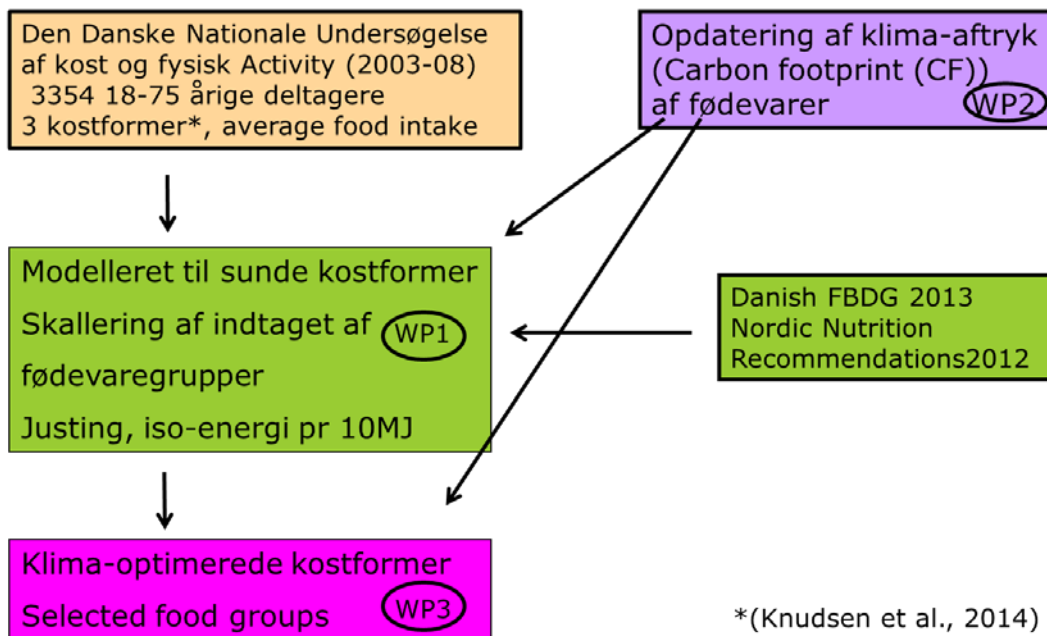 Den Danske Nationale Undersøgelse
af kost og fysisk Activity (2003-08)
3354 18-75 årige deltagere
3 kostformer*, average food intake
Opdatering af klima-aftryk
(Carbon footprint (CF))
af fødevarer WP2
Modelleret til sunde kostformer
Skallering af indtaget af
WP1
fødevaregrupper
Justing, iso-energi pr 10MJ
Danish FBDG 2013
Nordic Nutrition
Recommendations2012
Klima-optimerede kostformer
Selected food groups WP3
*(Knudsen et al., 2014)